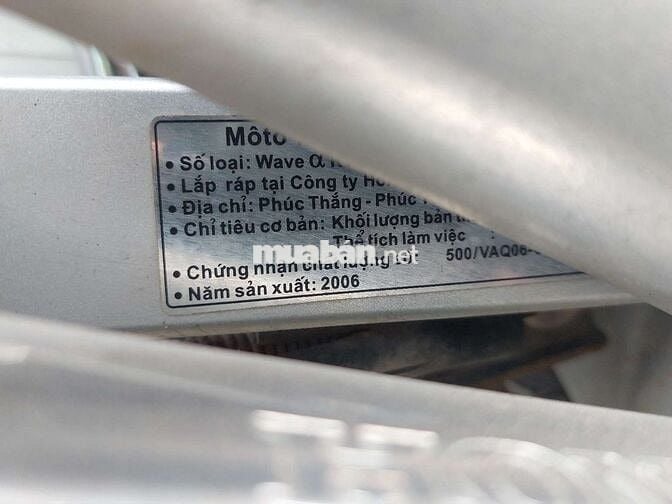 Môtô
• Số loại: Wave α
• Lắp ráp tại Công ty
• Địa chỉ: Phúc Thắng - Phúc
• Chỉ tiêu cơ bản: Khối lượng bản
Thể tích làm việc :
muaban.net
• Chứng nhận chất lượng : 500/VAQ06-
• Năm sản xuất: 2006